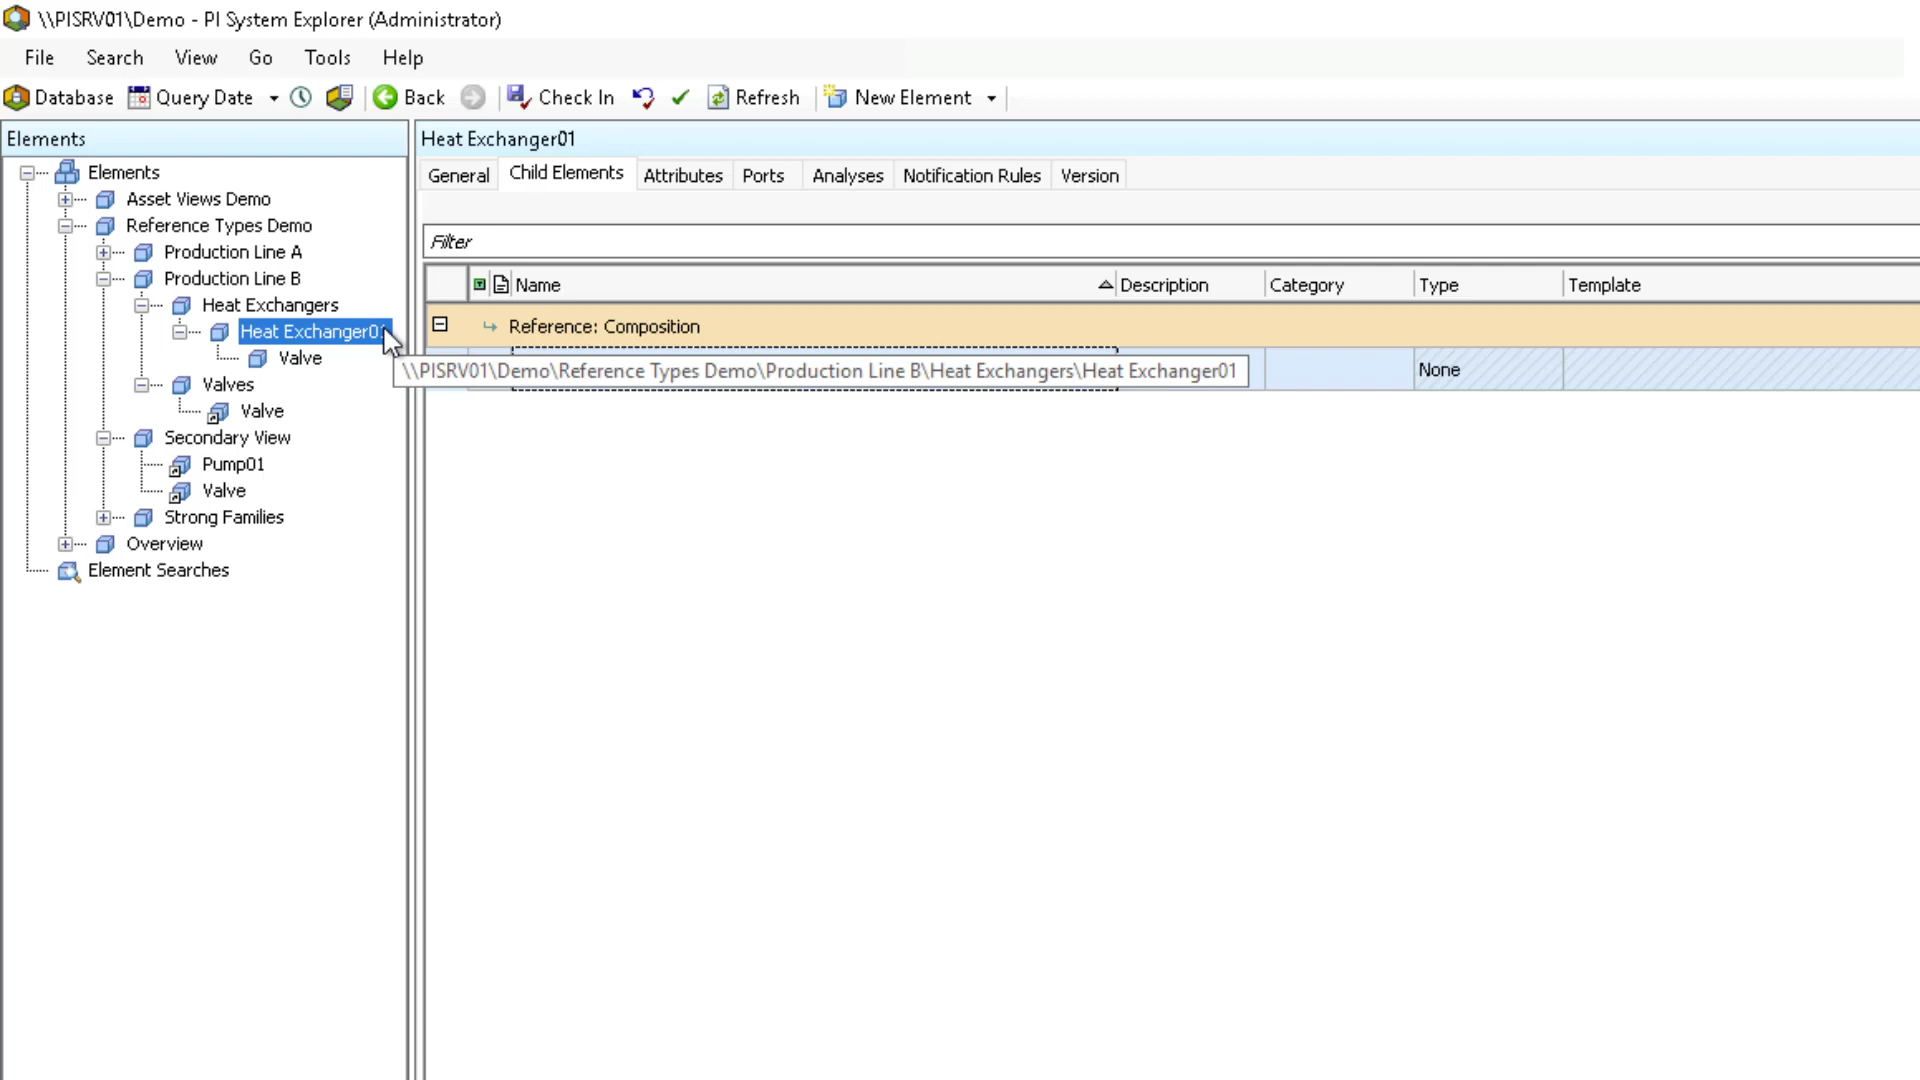 \\PISRV01\Demo - PI System Explorer (Administrator)
File Search View Go Tools Help
Database Query Date Back Check In Refresh New Element
Elements
Heat Exchanger01
General Child Elements Attributes Ports Analyses Notification Rules Version
Elements
Asset Views Demo
Reference Types Demo
Production Line A
Production Line B
Heat Exchangers
Heat Exchanger01
Valve
Valves
Valve
Secondary View
Pump01
Valve
Strong Families
Overview
Element Searches
Filter
Name Description Category Type Template
Reference: Composition
\\PISRV01\Demo\Reference Types Demo\Production Line B\Heat Exchangers\Heat Exchanger01
None